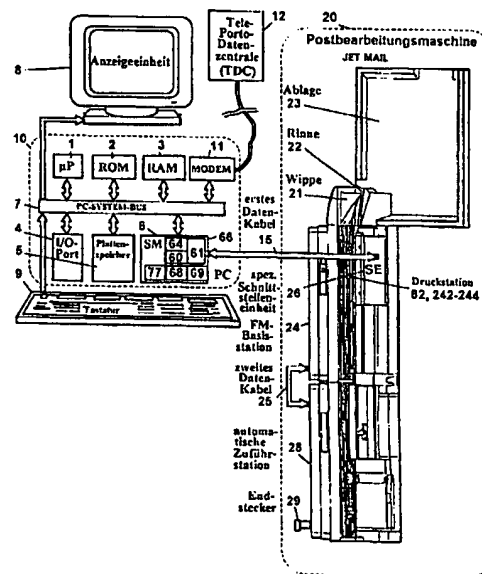 8
Anzeigeeinheit
Tele-
Porto-
Daten-
zentrale
(TDC)
12
20
Postbearbeitungsmaschine
JET MAIL
Ablage
23
Rinne
22
Wippe
21
10
1
2
3
11
µP
ROM
RAM
MODEM
7
PC-SYSTEM-BUS
erstes
Daten-
Kabel
4
I/O-
Port
5
Platten-
speicher
6
66
SM
64
60
61
77
68
69
PC
9
Tastatur
SE
spez.
Schnitt-
stellen-
einheit
26
24
FM-
Basis-
station
Druckstation
82, 242-244
zweites
Daten-
Kabel
25
automa-
tische
Zuführ-
station
28
End-
stecker
29